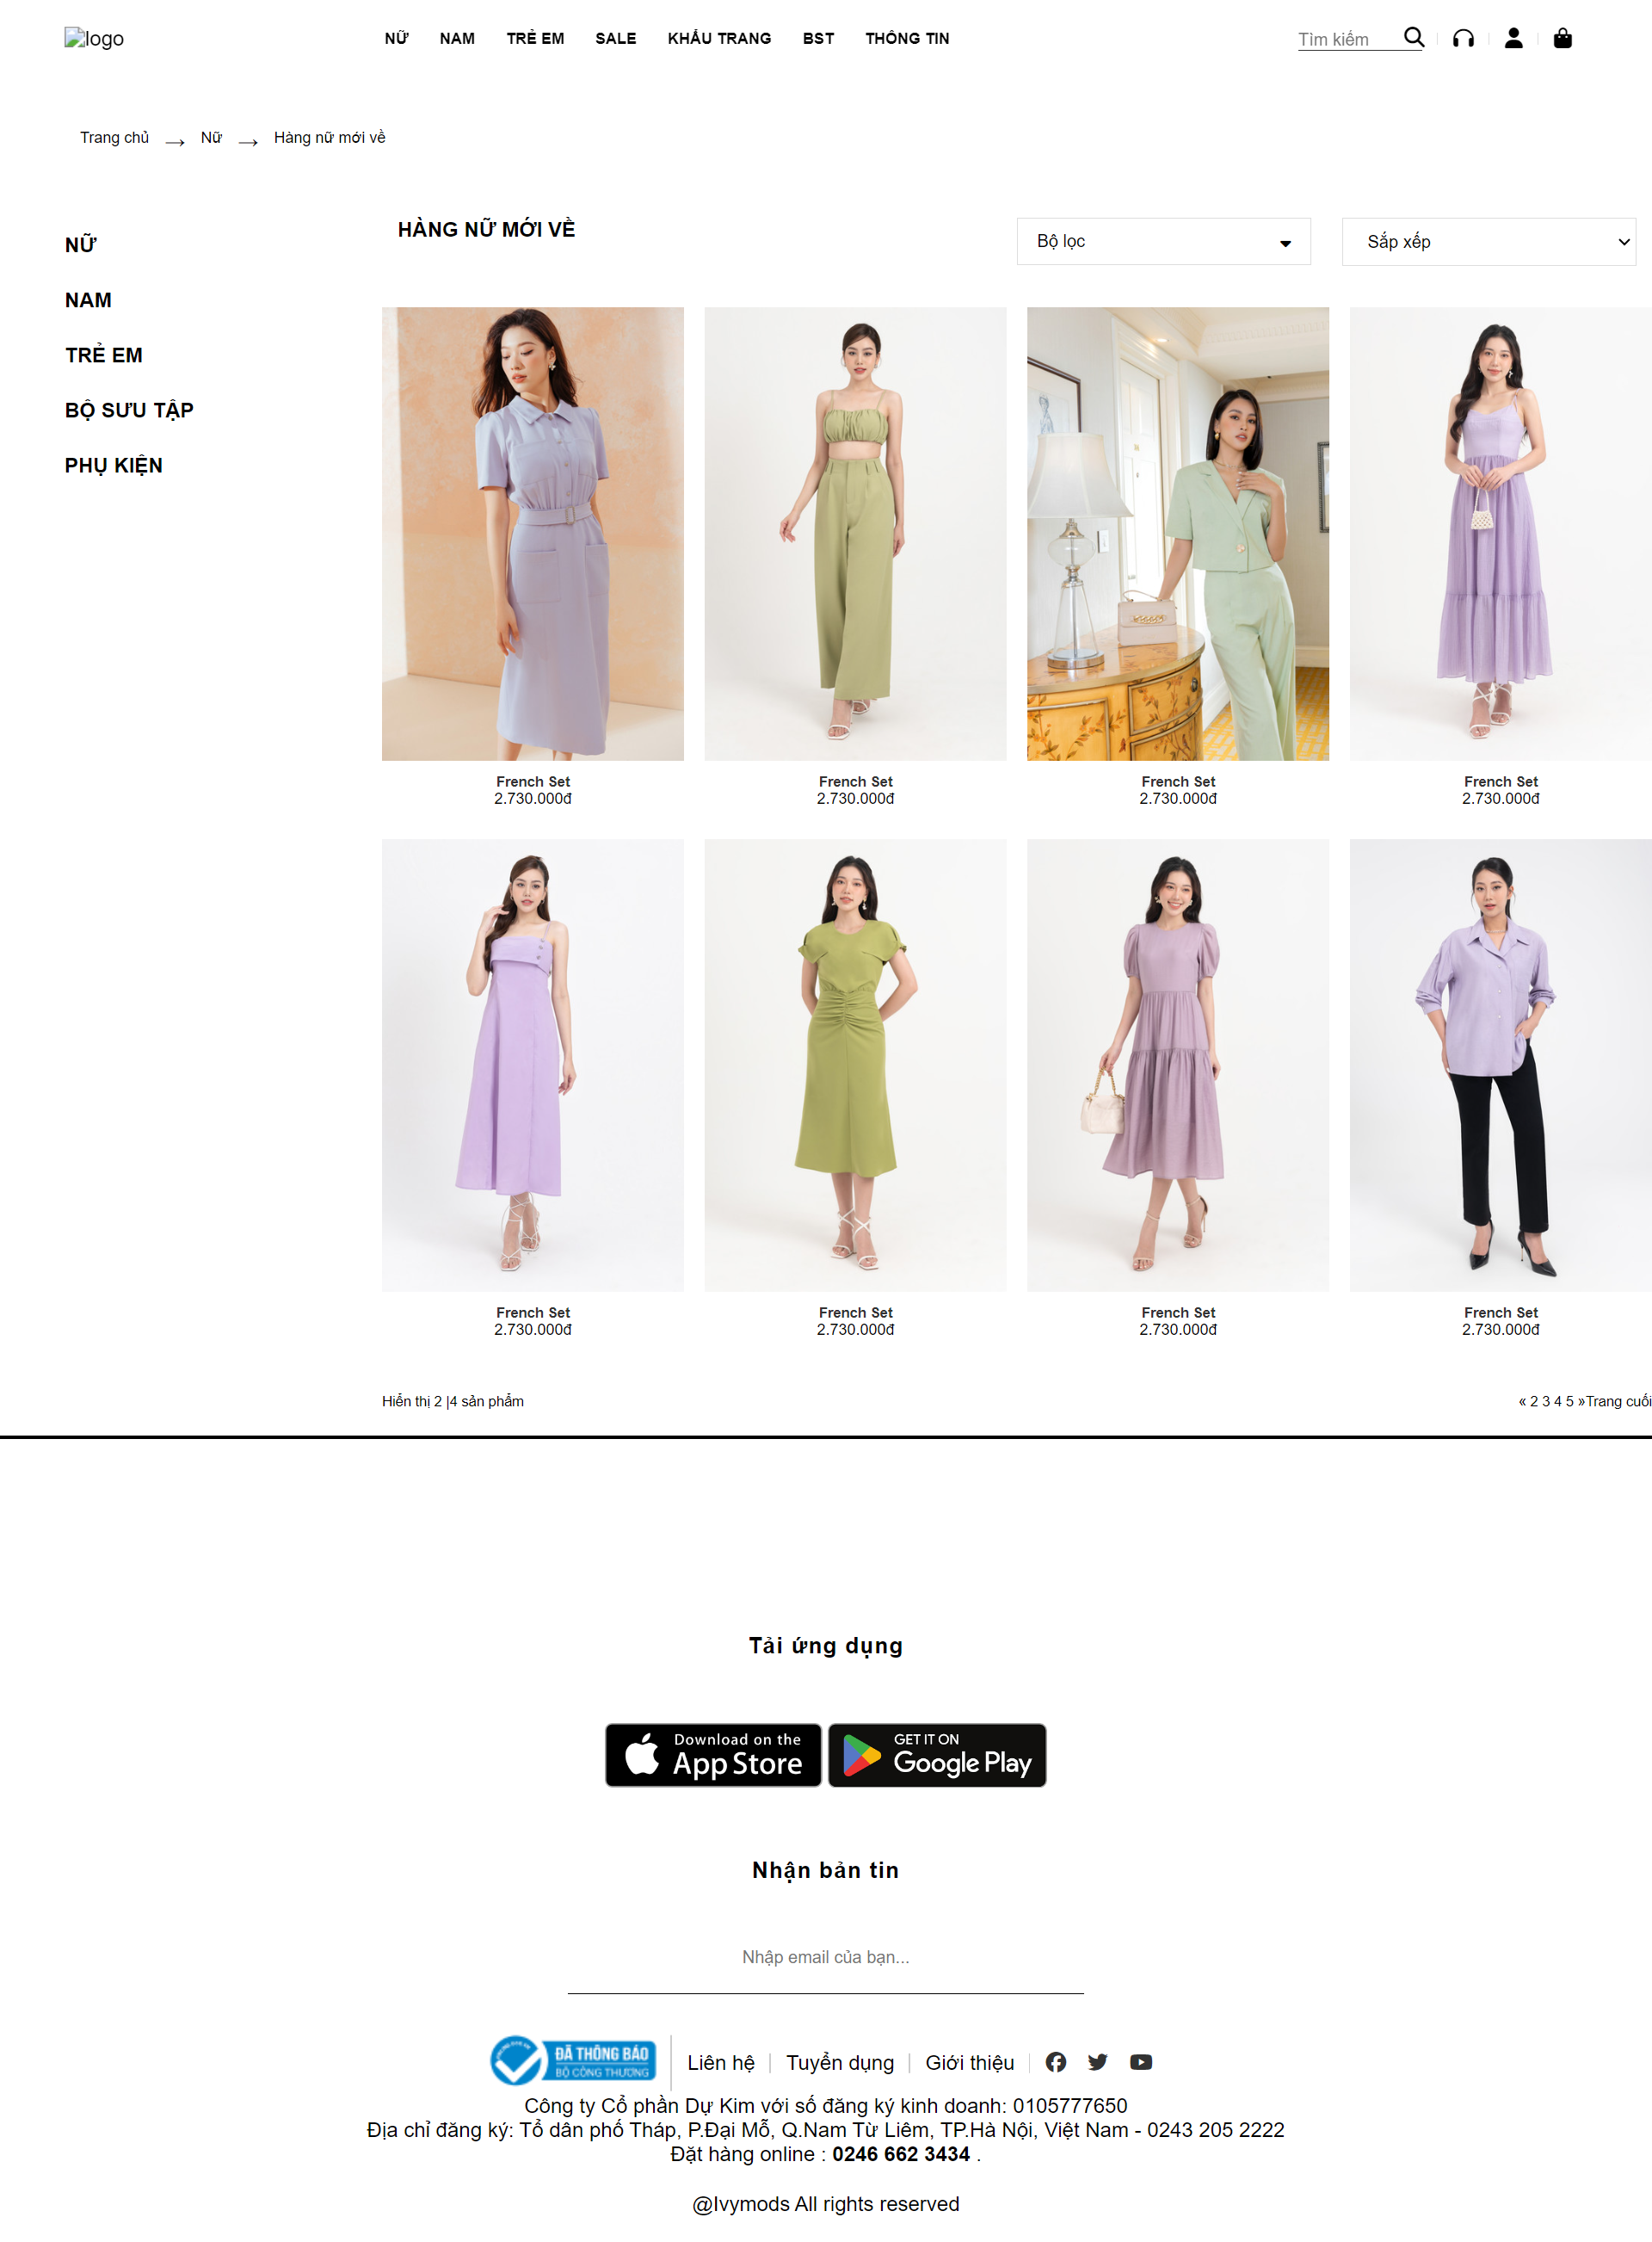 logo
NỮ NAM TRẺ EM SALE KHẨU TRANG BST THÔNG TIN
Tìm kiếm
Trang chủ → Nữ → Hàng nữ mới về
NỮ
NAM
TRẺ EM
BỘ SƯU TẬP
PHỤ KIỆN
HÀNG NỮ MỚI VỀ
Bộ lọc
Sắp xếp
French Set
2.730.000đ
French Set
2.730.000đ
French Set
2.730.000đ
French Set
2.730.000đ
French Set
2.730.000đ
French Set
2.730.000đ
French Set
2.730.000đ
French Set
2.730.000đ
Hiển thị 2 |4 sản phẩm
« 2 3 4 5 »Trang cuối
Tải ứng dụng
Download on the
App Store
GET IT ON
Google Play
Nhận bản tin
Nhập email của bạn...
ĐÃ THÔNG BÁO
BỘ CÔNG THƯƠNG
Liên hệ
Tuyển dụng
Giới thiệu
Công ty Cổ phần Dự Kim với số đăng ký kinh doanh: 0105777650
Địa chỉ đăng ký: Tổ dân phố Tháp, P.Đại Mỗ, Q.Nam Từ Liêm, TP.Hà Nội, Việt Nam - 0243 205 2222
Đặt hàng online : 0246 662 3434 .
@Ivymods All rights reserved